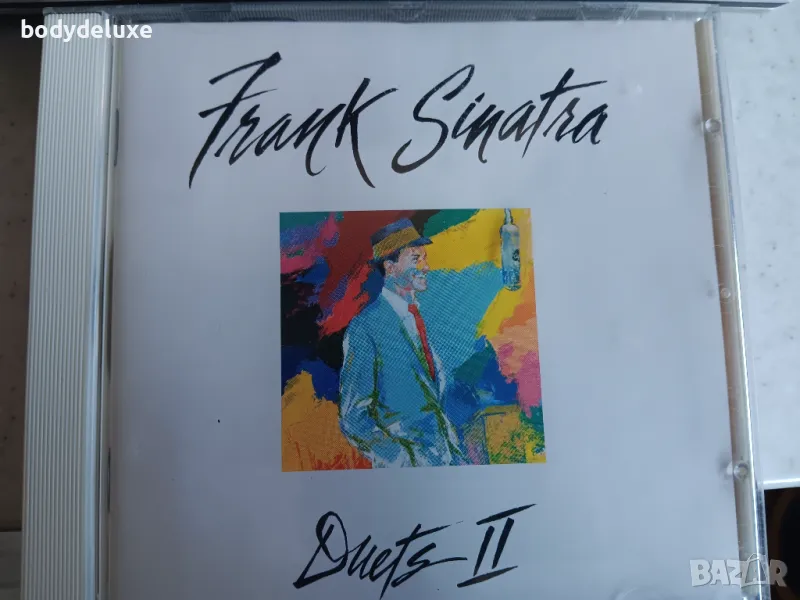 bodydeluxe
Frank Sinatra
Duets II
BAZAR